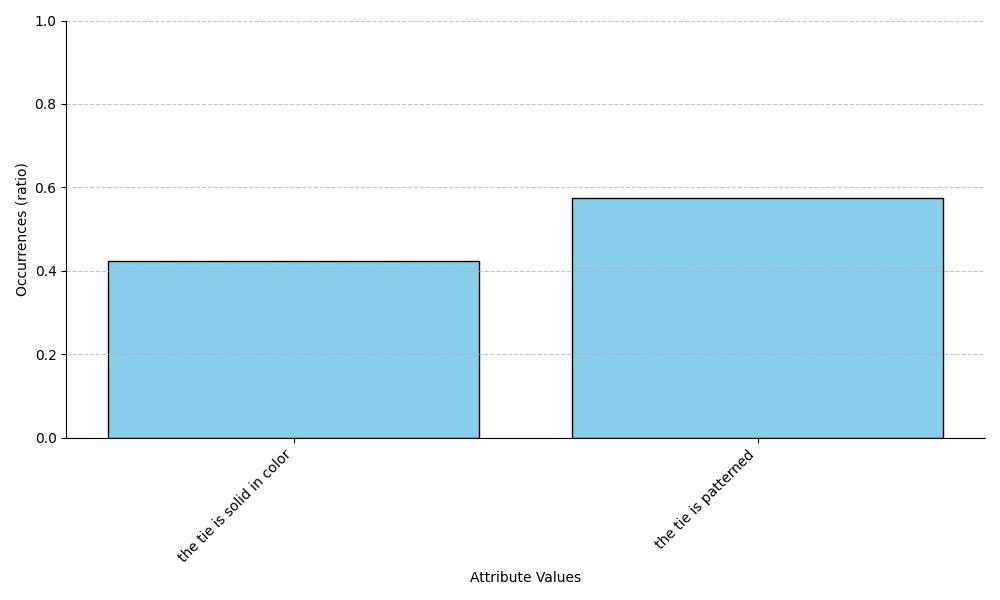 1.0
0.8
0.6
0.4
0.2
0.0
Occurrences (ratio)
the tie is solid in color
the tie is patterned
Attribute Values